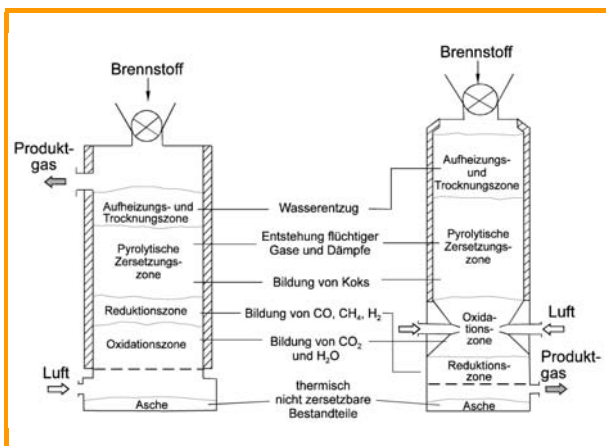 Brennstoff
Produkt-
gas
Aufheizungs- und
Trocknungszone
Pyrolytische
Zersetzungs-
zone
Reduktionszone
Oxidationszone
Luft
Asche
Wasserentzug
Entstehung flüchtiger
Gase und Dämpfe
Bildung von Koks
Bildung von CO, CH₄, H₂
Bildung von CO₂
und H₂O
thermisch
nicht zersetzbare
Bestandteile
Brennstoff
Aufheizungs-
und
Trocknungszone
Pyrolytische
Zersetzungs-
zone
Oxida-
tions-
zone
Luft
Reduktions-
zone
Produkt-
gas
Asche